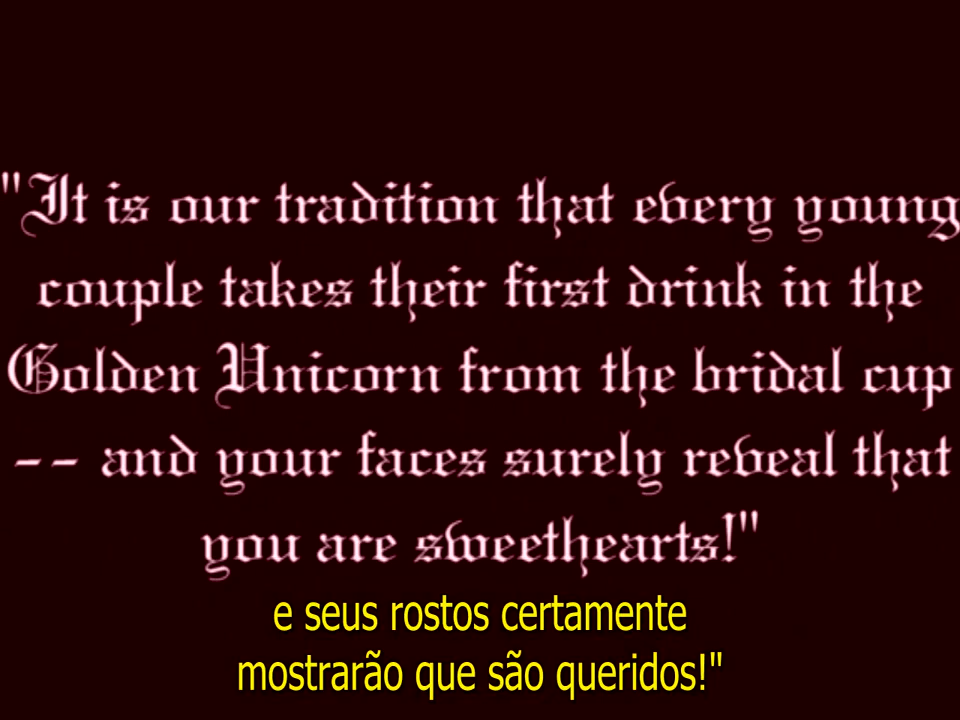 "It is our tradition that every young
couple takes their first drink in the
Golden Unicorn from the bridal cup
-- and your faces surely reveal that
you are sweethearts!"
e seus rostos certamente
mostrarão que são queridos!"